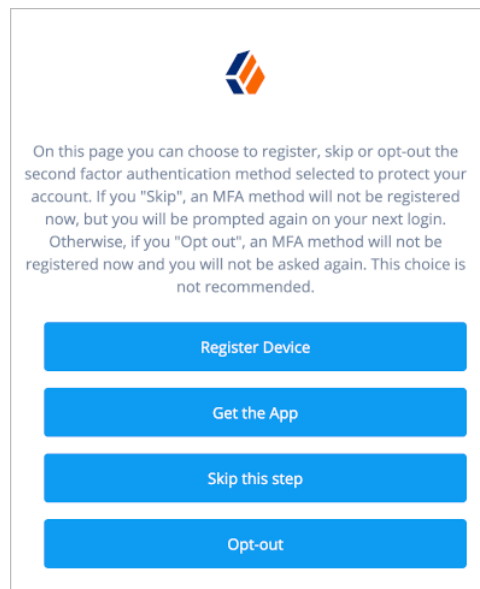 On this page you can choose to register, skip or opt-out the
second factor authentication method selected to protect your
account. If you "Skip", an MFA method will not be registered
now, but you will be prompted again on your next login.
Otherwise, if you "Opt out", an MFA method will not be
registered now and you will not be asked again. This choice is
not recommended.
Register Device
Get the App
Skip this step
Opt-out